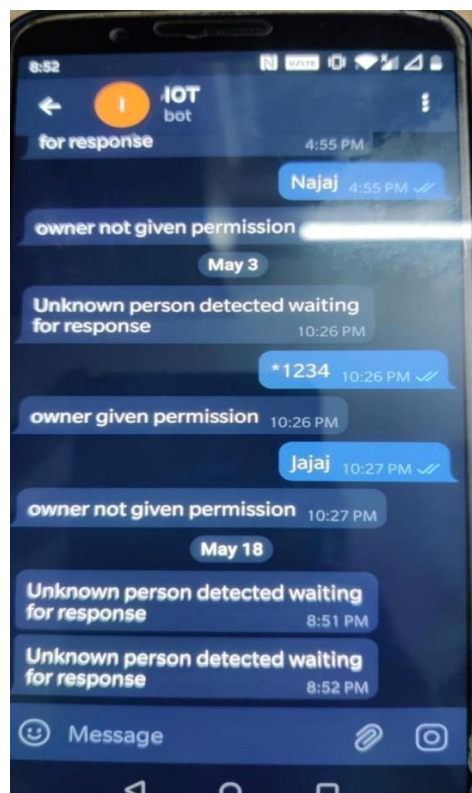 8:52
VoLTE
I
IOT
bot
for response 4:55 PM
Najaj 4:55 PM
owner not given permission
May 3
Unknown person detected waiting
for response 10:26 PM
*1234 10:26 PM
owner given permission 10:26 PM
Jajaj 10:27 PM
owner not given permission 10:27 PM
May 18
Unknown person detected waiting
for response 8:51 PM
Unknown person detected waiting
for response 8:52 PM
Message